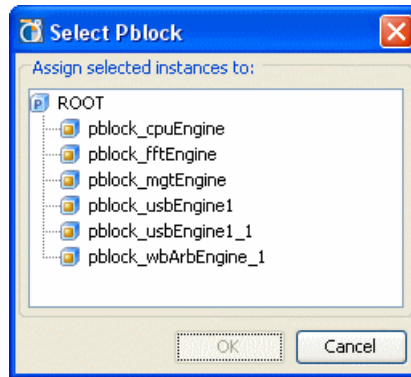 Select Pblock
Assign selected instances to:
P ROOT
pblock_cpuEngine
pblock_fftEngine
pblock_mgtEngine
pblock_usbEngine1
pblock_usbEngine1_1
pblock_wbArbEngine_1
OK Cancel